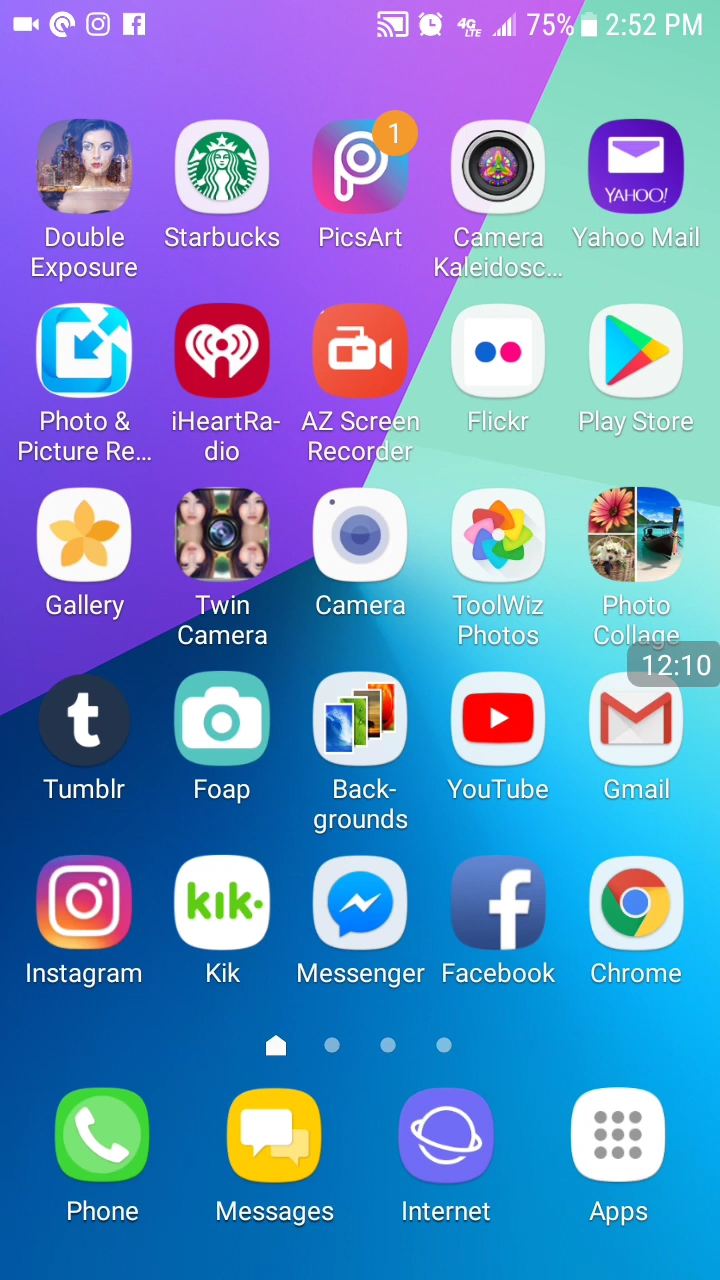 4G LTE 75% 2:52 PM
1
Double Exposure
Starbucks
PicsArt
Camera Kaleidosc...
YAHOO!
Yahoo Mail
Photo & Picture Re...
iHeartRa-
dio
AZ Screen Recorder
Flickr
Play Store
Gallery
Twin Camera
Camera
ToolWiz Photos
Photo Collage
12:10
t
Tumblr
Foap
Back-
grounds
YouTube
Gmail
Instagram
kik.
Kik
Messenger
f
Facebook
Chrome
Phone
Messages
Internet
Apps